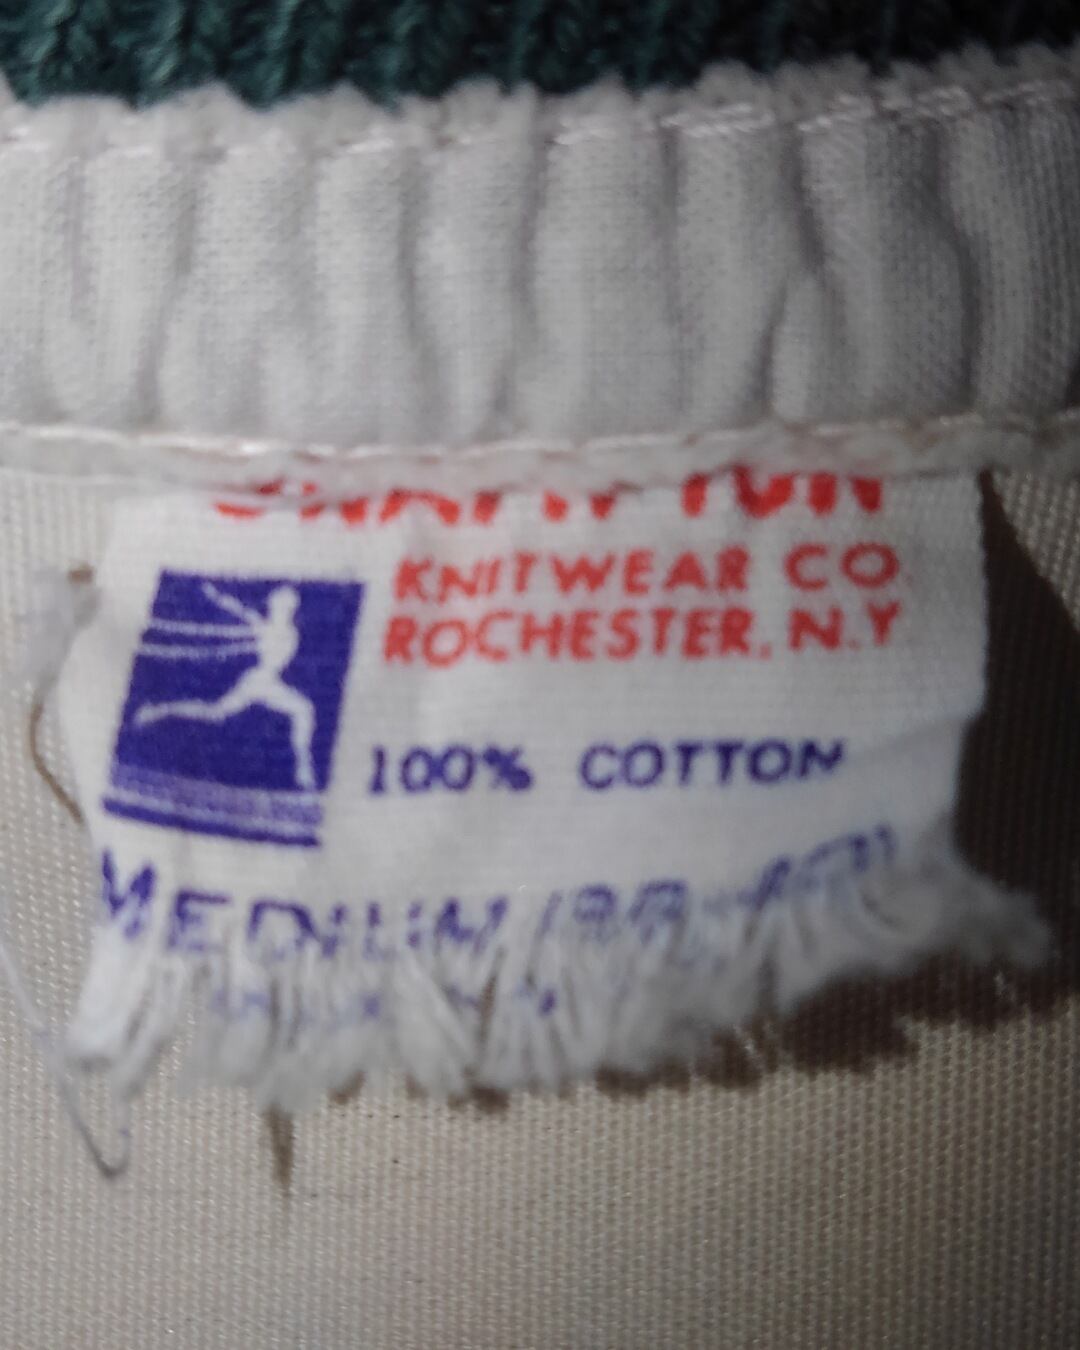 KNITWEAR CO.
ROCHESTER, N.Y
100% COTTON
MEDIUM